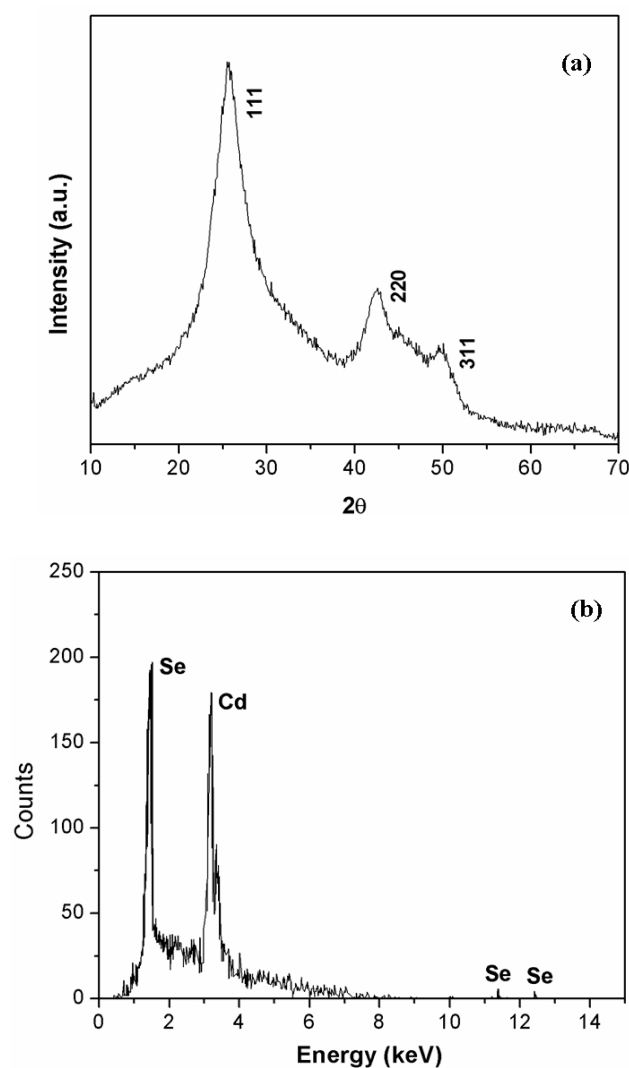 (a)
111
220
311
Intensity (a.u.)
10 20 30 40 50 60 70
2θ
(b)
250
200
150
100
50
0
Se
Cd
Se Se
Counts
0 2 4 6 8 10 12 14
Energy (keV)